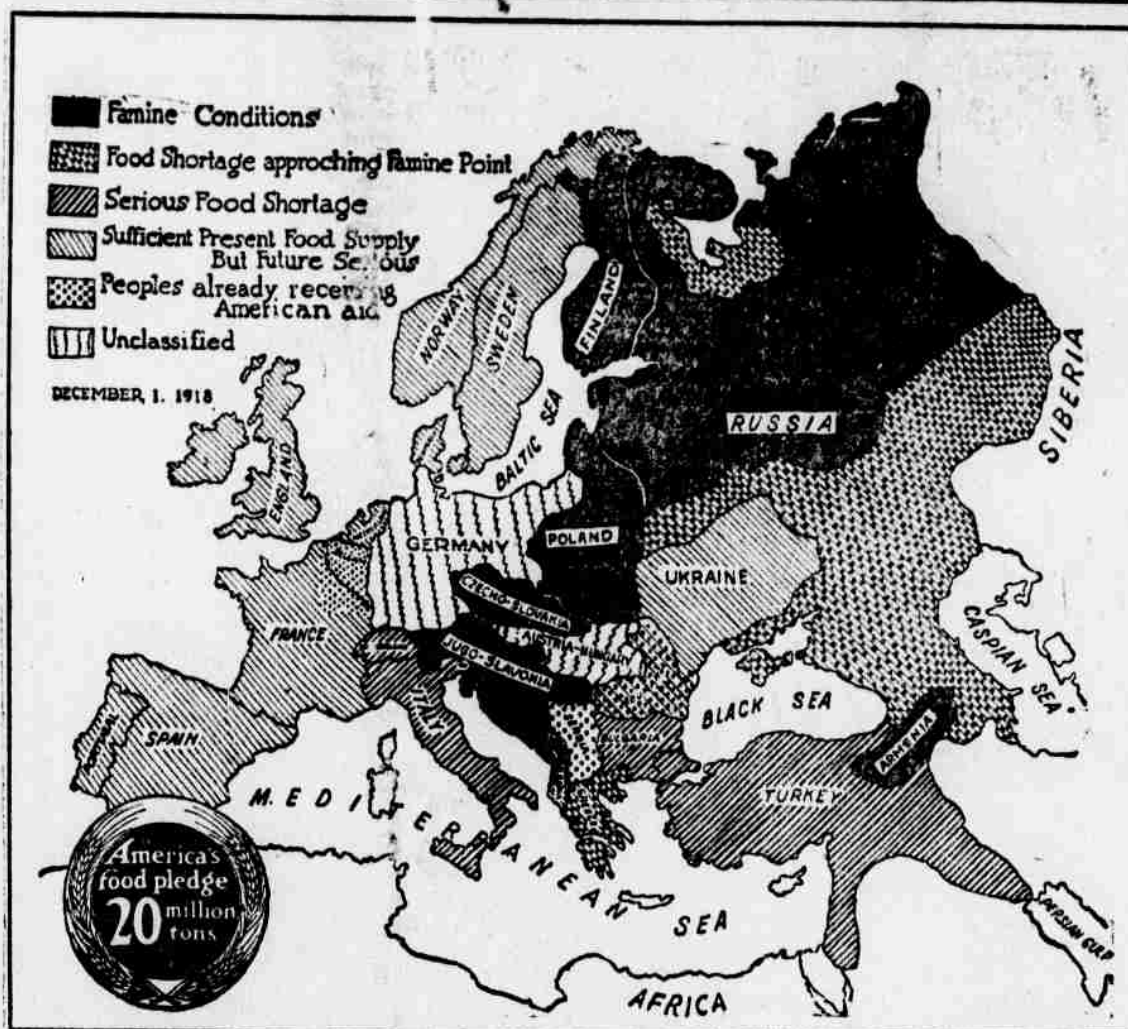 Famine Conditions
Food Shortage approching Famine Point
Serious Food Shortage
Sufficient Present Food Supply
But Future Se ious
Peoples already receiving
American aid
Unclassified
DECEMBER 1. 1918
NORWAY
SWEDEN
FINLAND
BALTIC SEA
RUSSIA
SIBERIA
ENGLAND
GERMANY
POLAND
UKRAINE
CZECHO-SLOVAKIA
AUSTRIA-HUNGARY
JUGO-SLAVONIA
FRANCE
ITALY
BULGARIA
BLACK SEA
CASPIAN SEA
ARMENIA
TURKEY
PORTUGAL
SPAIN
MEDITERRANEAN SEA
PERSIAN GULF
AFRICA
America's
food pledge
20 million
tons